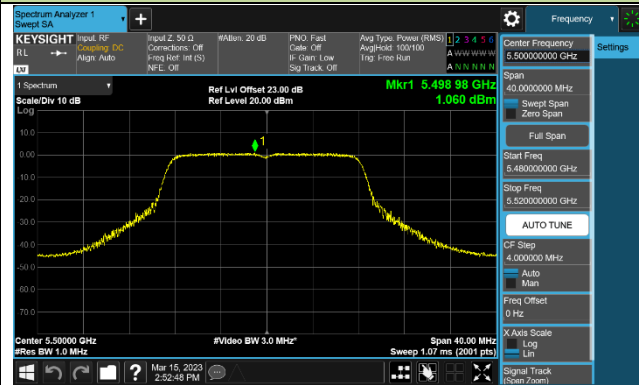 Spectrum Analyzer 1
Swept SA
+
Frequency
KEYSIGHT
RL
Input: RF
Coupling: DC
Align: Auto
Input Z: 50 Ω
Corrections: Off
Freq Ref: Int (S)
NFE: Off
#Atten: 20 dB
PNO: Fast
Gate: Off
IF Gain: Low
Sig Track: Off
Avg Type: Power (RMS)
Avg|Hold: 100/100
Trig: Free Run
1 2 3 4 5 6
A W W W W W
A N N N N N
1 Spectrum
Scale/Div 10 dB
Log
Ref Lvl Offset 23.00 dB
Ref Level 20.00 dBm
Mkr1 5.498 98 GHz
1.060 dBm
1
10.0
0.00
10.0
20.0
30.0
40.0
-50.0
60.0
70.0
Center 5.50000 GHz
#Res BW 1.0 MHz
#Video BW 3.0 MHz*
Span 40.00 MHz
Sweep 1.07 ms (2001 pts)
Mar 15, 2023
2:52:48 PM
Center Frequency
5.500000000 GHz
Settings
Span
40.0000000 MHz
Swept Span
Zero Span
Full Span
Start Freq
5.480000000 GHz
Stop Freq
5.520000000 GHz
AUTO TUNE
CF Step
4.000000 MHz
Auto
Man
Freq Offset
0 Hz
X Axis Scale
Log
Lin
Signal Track
(Span Zoom)